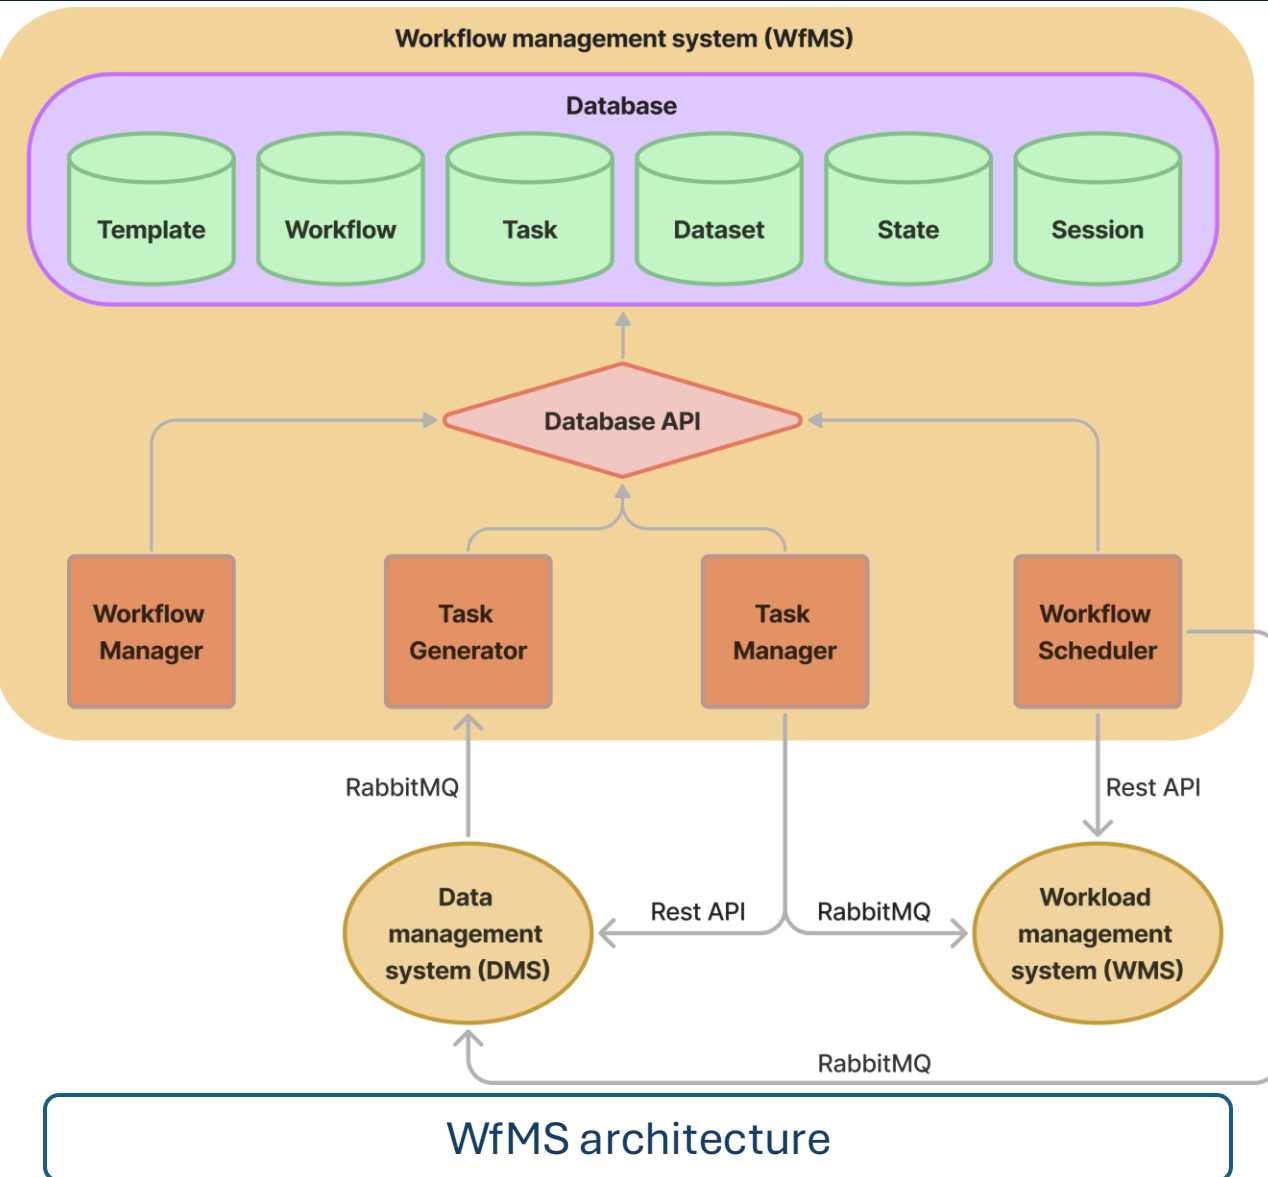 Workflow management system (WfMS)
Database
Template
Workflow
Task
Dataset
State
Session
Database API
Workflow
Manager
Task
Generator
Task
Manager
Workflow
Scheduler
RabbitMQ
Rest API
Data
management
system (DMS)
Rest API
RabbitMQ
Workload
management
system (WMS)
RabbitMQ
WfMS architecture